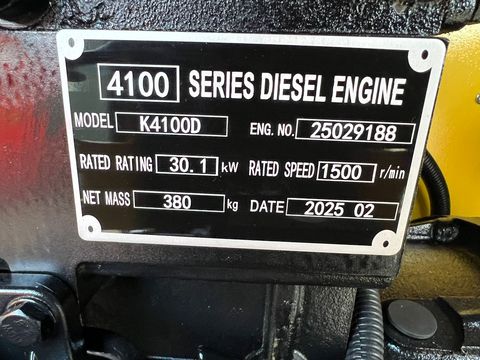 4100 SERIES DIESEL ENGINE
MODEL K4100D ENG. NO. 25029188
RATED RATING 30.1 kW RATED SPEED 1500 r/min
NET MASS 380 kg DATE 2025 02